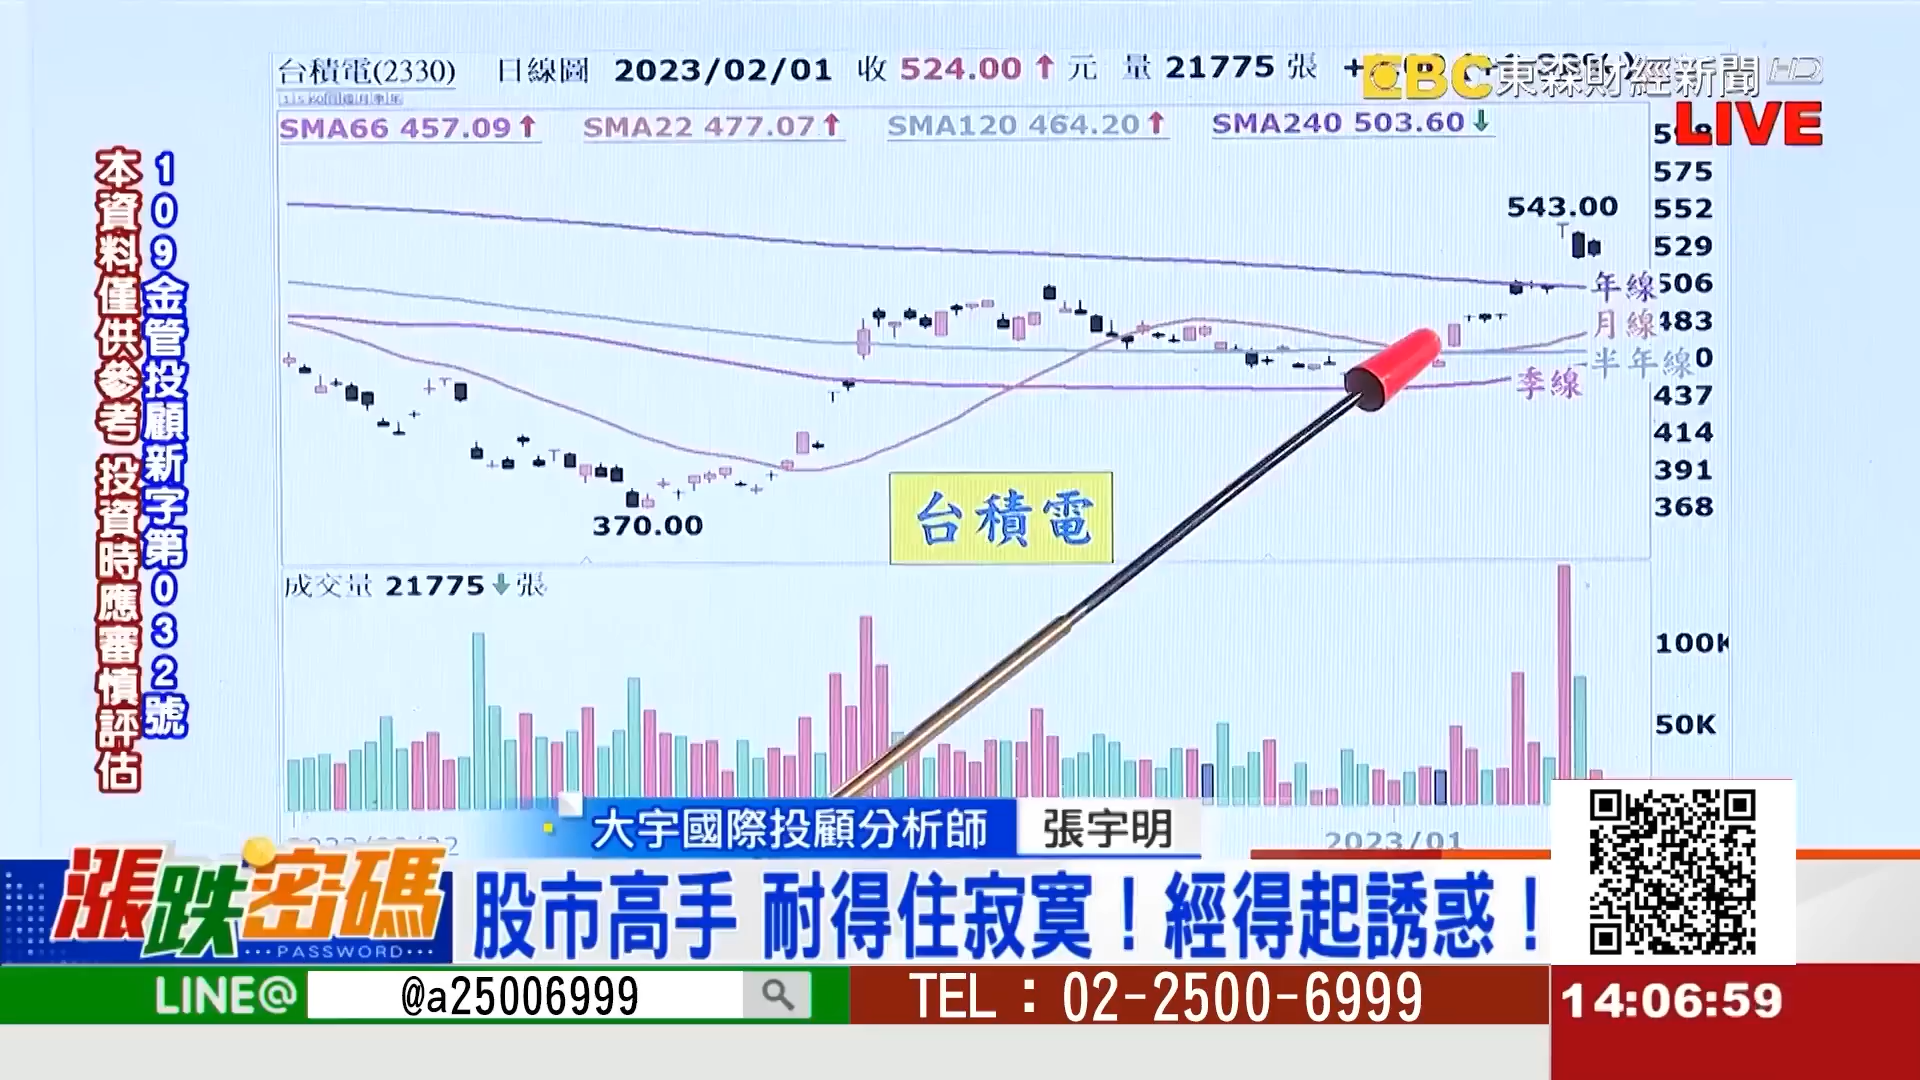 台積電(2330) 日線圖 2023/02/01 收 524.00↑元 量 21775 張
EBC東森財經新聞 HD
LIVE
SMA66 457.09↑ SMA22 477.07↑ SMA120 464.20↑ SMA240 503.60↓
575
543.00 552
529
年線 506
月線 483
半年線
季線 437
414
391
370.00 368
台積電
成交量 21775↓張
100K
50K
2023/01
109金管投顧新字第032號
本資料僅供參考 投資時應審慎評估
大宇國際投顧分析師 張宇明
漲跌密碼
PASSWORD
股市高手 耐得住寂寞！經得起誘惑！
LINE@ @a25006999 TEL：02-2500-6999 14:06:59